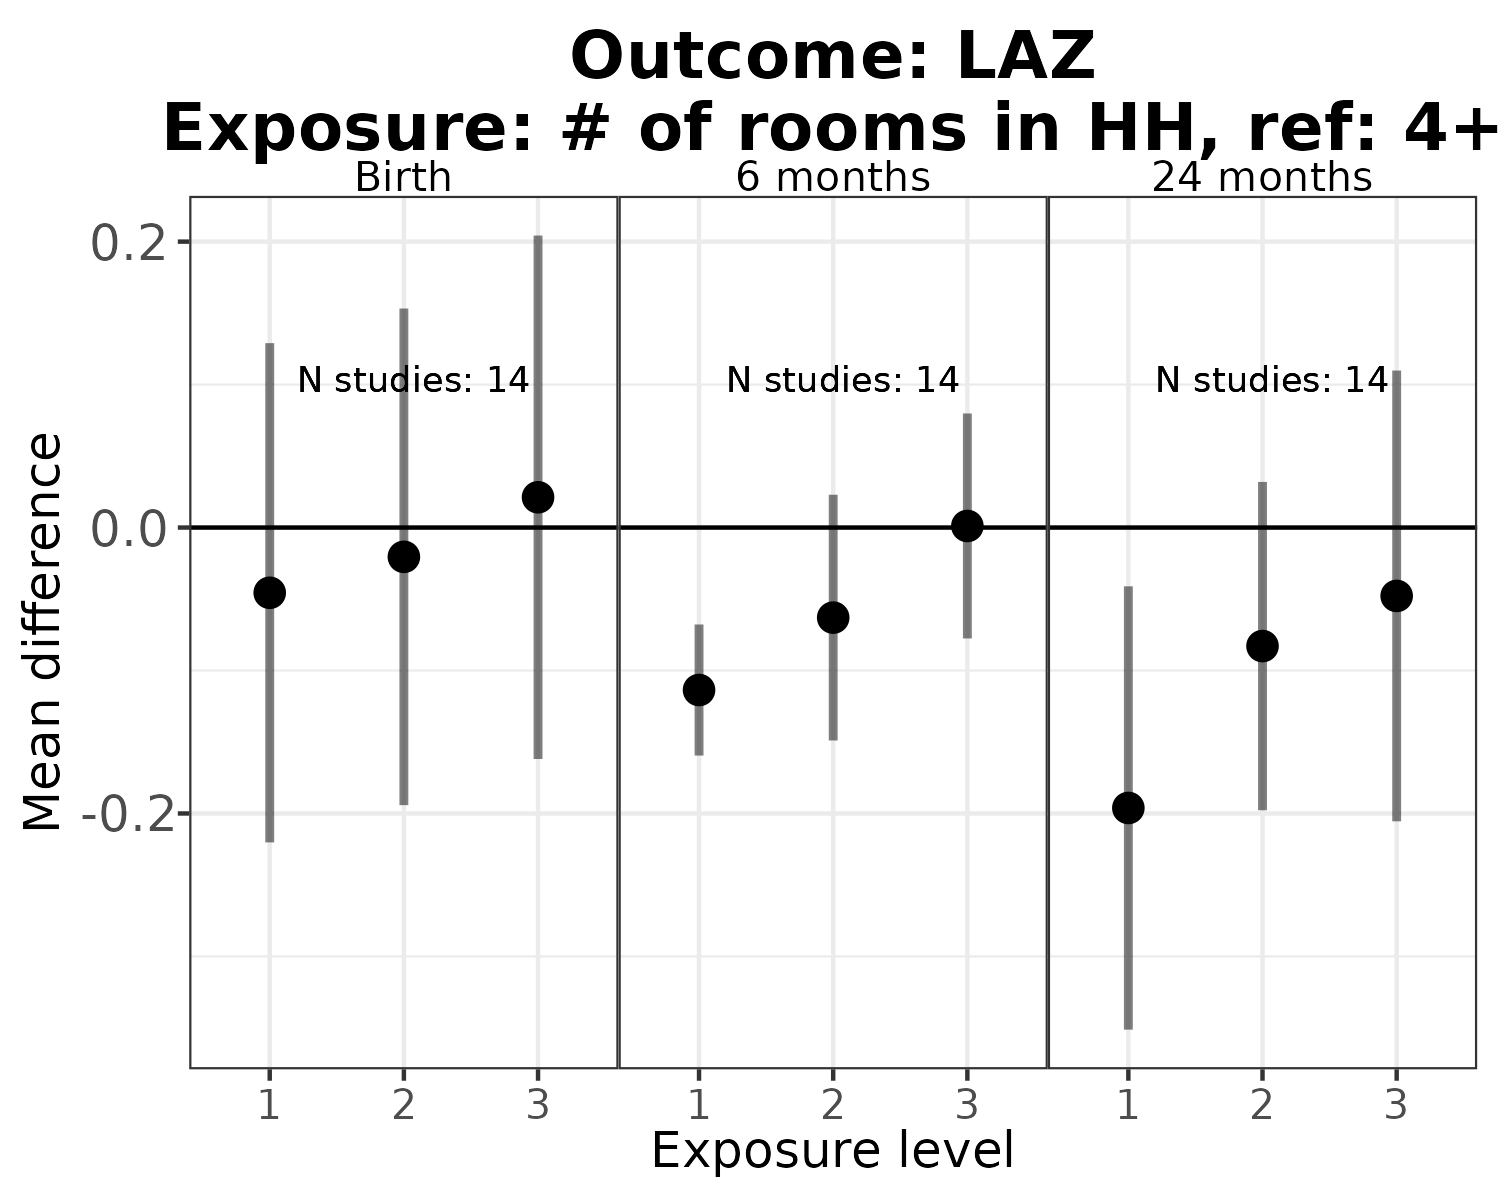 Outcome: LAZ
Exposure: # of rooms in HH, ref: 4+
Birth
6 months
24 months
0.2
0.0
-0.2
Mean difference
N studies: 14
N studies: 14
N studies: 14
1 2 3
1 2 3
1 2 3
Exposure level